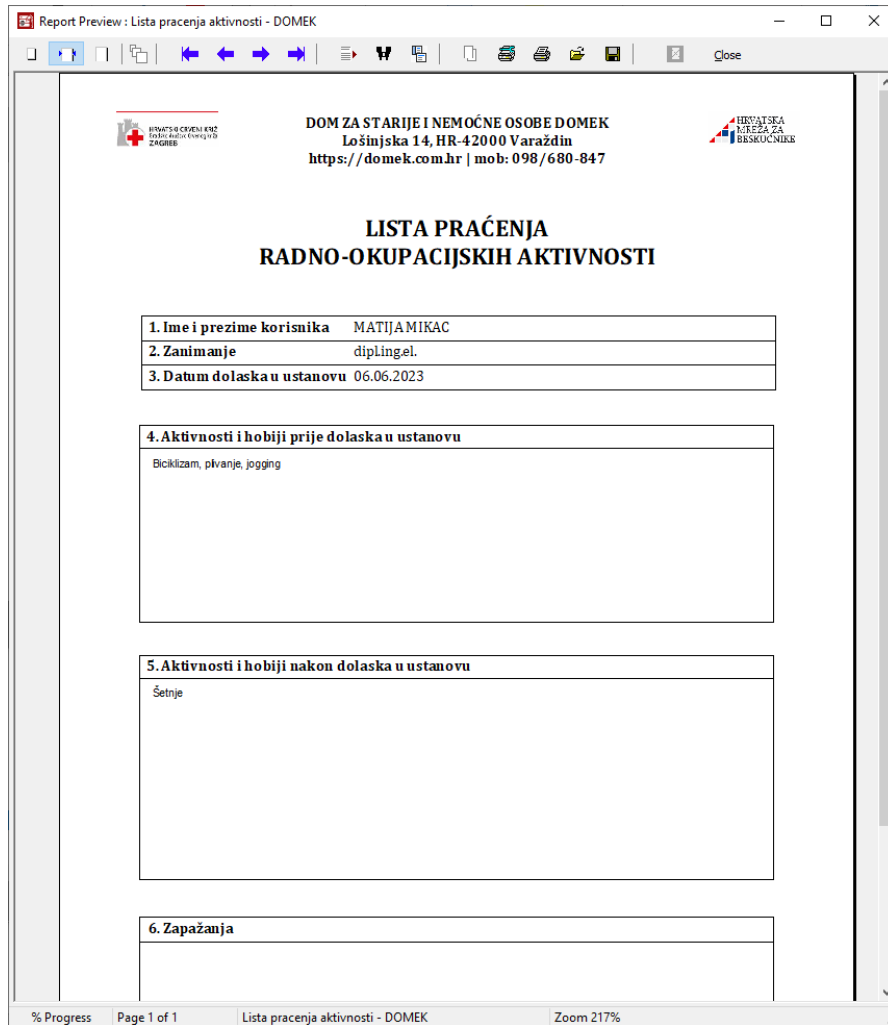 Report Preview : Lista pracenja aktivnosti - DOMEK
Close
HRVATSKI CRVENI KRIŽ
ZAGREB
DOM ZA STARIJE I NEMOĆNE OSOBE DOMEK
Lošinjska 14, HR-42000 Varaždin
https://domek.com.hr | mob: 098/680-847
HRVATSKA
MREŽA ZA
BESKUĆNIKE
LISTA PRAĆENJA
RADNO-OKUPACIJSKIH AKTIVNOSTI
1. Ime i prezime korisnika MATIJA MIKAC
2. Zanimanje dipl.ing.el.
3. Datum dolaska u ustanovu 06.06.2023
4. Aktivnosti i hobiji prije dolaska u ustanovu
Biciklizam, plivanje, jogging
5. Aktivnosti i hobiji nakon dolaska u ustanovu
Šetnje
6. Zapažanja
% Progress Page 1 of 1 Lista pracenja aktivnosti - DOMEK Zoom 217%